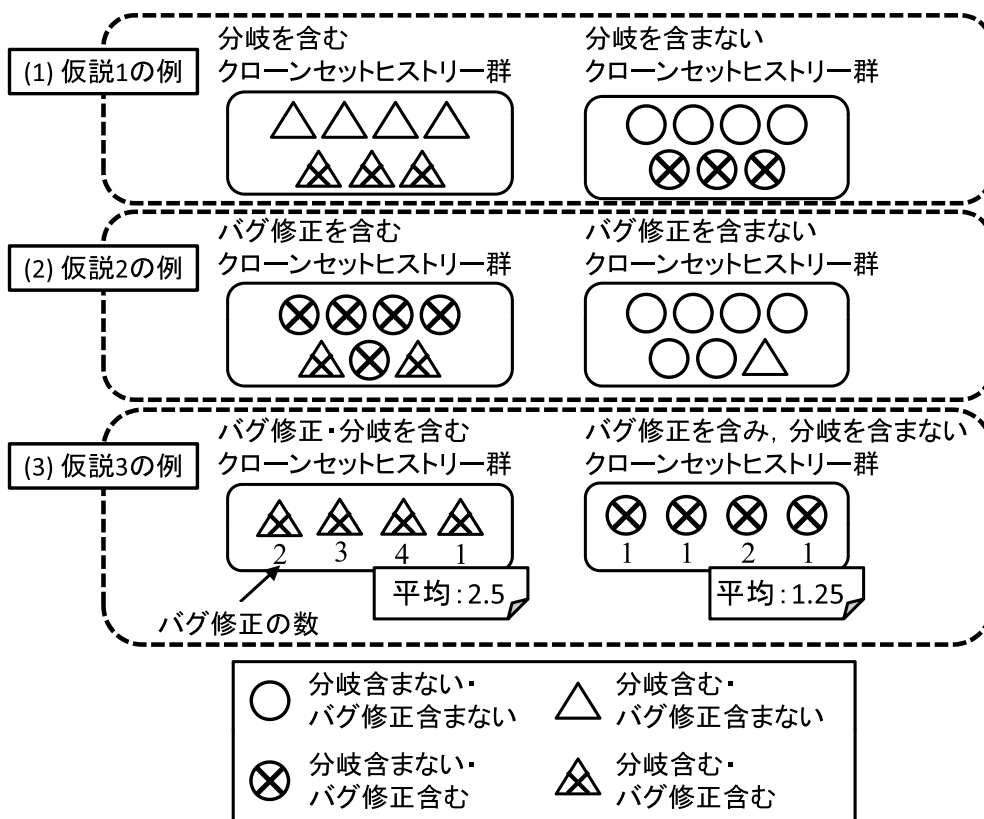 (1) 仮説1の例
分岐を含む
クローンセットヒストリー群
分岐を含まない
クローンセットヒストリー群
(2) 仮説2の例
バグ修正を含む
クローンセットヒストリー群
バグ修正を含まない
クローンセットヒストリー群
(3) 仮説3の例
バグ修正・分岐を含む
クローンセットヒストリー群
2 3 4 1
平均:2.5
バグ修正の数
バグ修正を含み, 分岐を含まない
クローンセットヒストリー群
1 1 2 1
平均:1.25
分岐含まない・
バグ修正含まない
分岐含む・
バグ修正含まない
分岐含まない・
バグ修正含む
分岐含む・
バグ修正含む